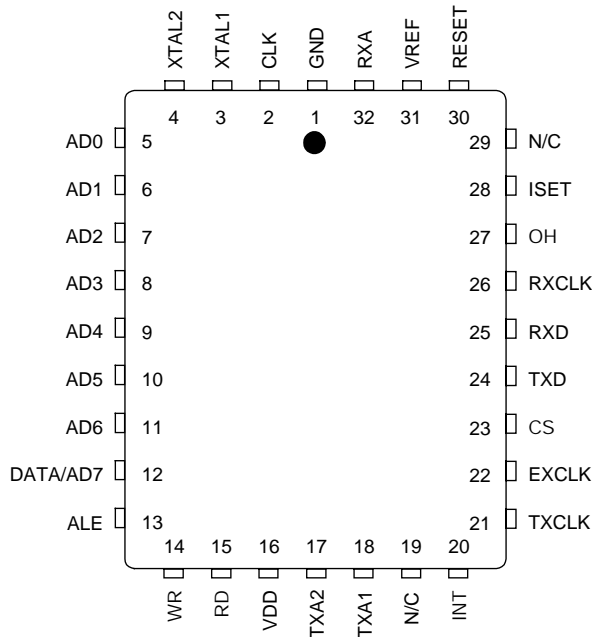 XTAL2 XTAL1 CLK GND RXA VREF RESET
4 3 2 1 32 31 30
AD0 5 29 N/C
AD1 6 28 ISET
AD2 7 27 OH
AD3 8 26 RXCLK
AD4 9 25 RXD
AD5 10 24 TXD
AD6 11 23 CS
DATA/AD7 12 22 EXCLK
ALE 13 21 TXCLK
14 15 16 17 18 19 20
WR RD VDD TXA2 TXA1 N/C INT